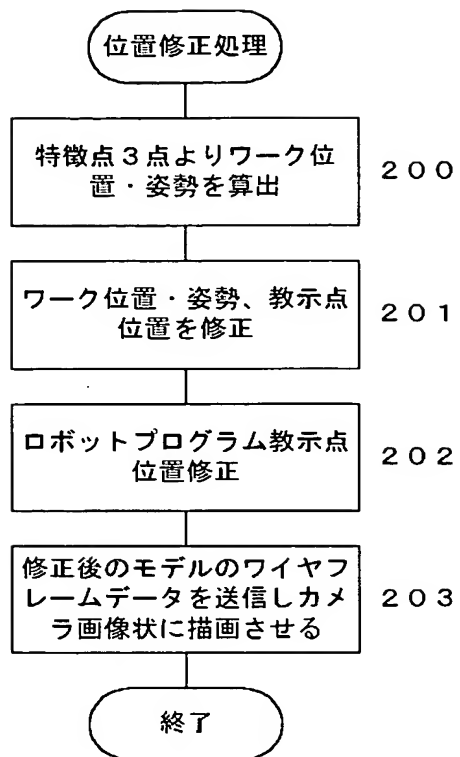 位置修正処理
特徴点３点よりワーク位
置・姿勢を算出
２００
ワーク位置・姿勢、教示点
位置を修正
２０１
ロボットプログラム教示点
位置修正
２０２
修正後のモデルのワイヤフ
レームデータを送信しカメ
ラ画像状に描画させる
２０３
終了